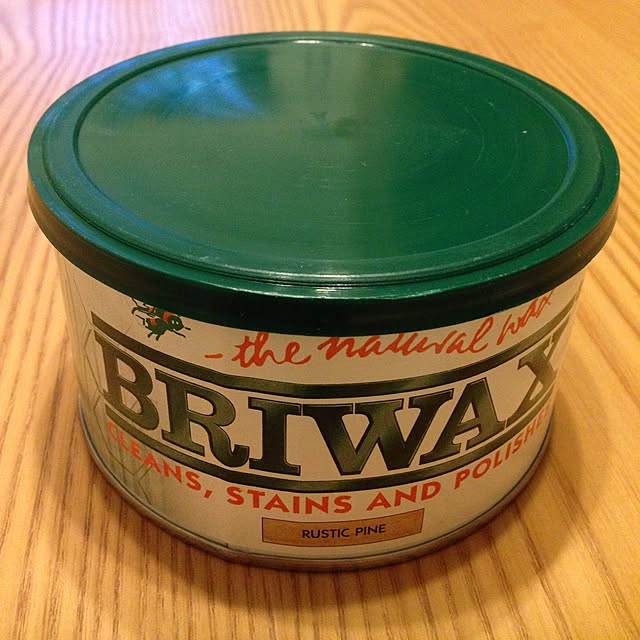 - the natural wax
BRIWAX
CLEANS, STAINS AND POLISHES
RUSTIC PINE